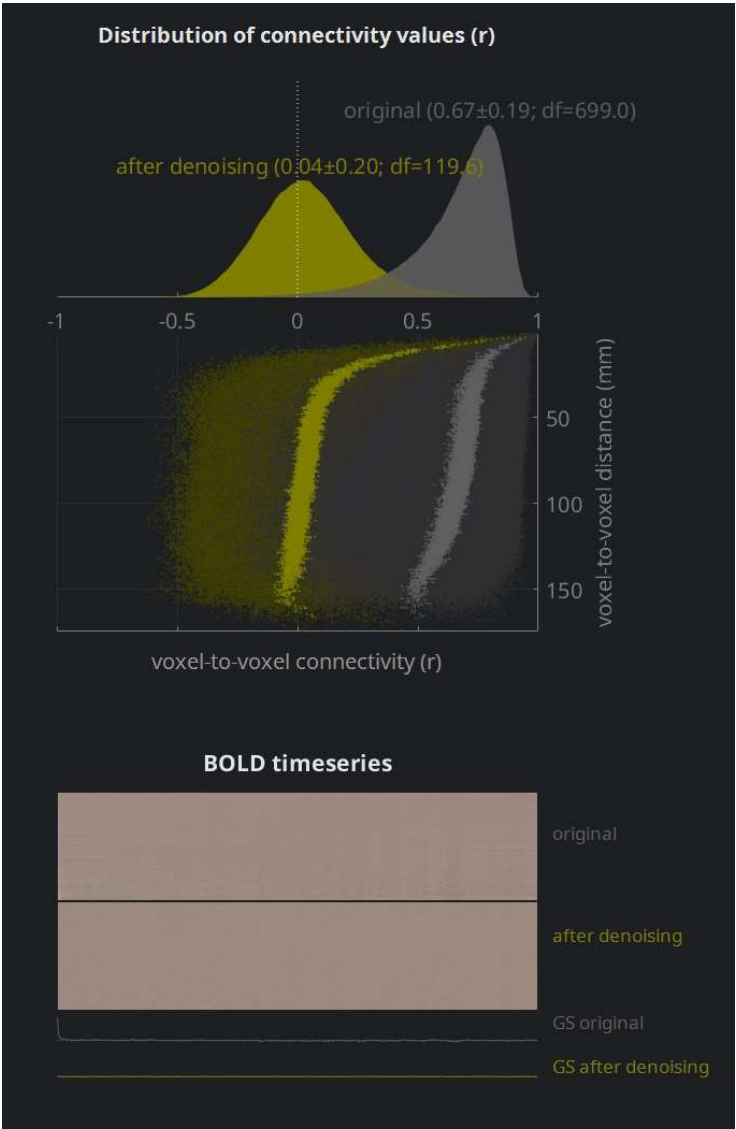 Distribution of connectivity values (r)
original (0.67±0.19; df=699.0)
after denoising (0.04±0.20; df=119.6)
-1 -0.5 0 0.5 1
50
100
150
voxel-to-voxel distance (mm)
voxel-to-voxel connectivity (r)
BOLD timeseries
original
after denoising
GS original
GS after denoising